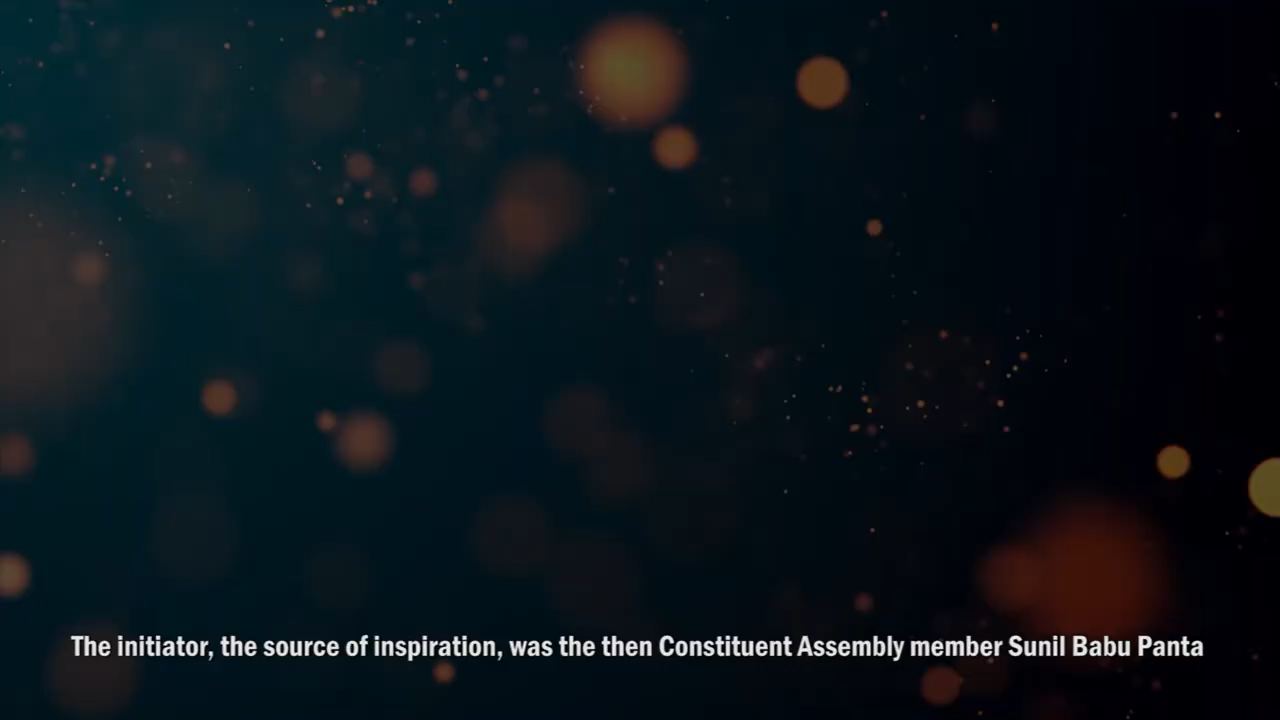 The initiator, the source of inspiration, was the then Constituent Assembly member Sunil Babu Panta